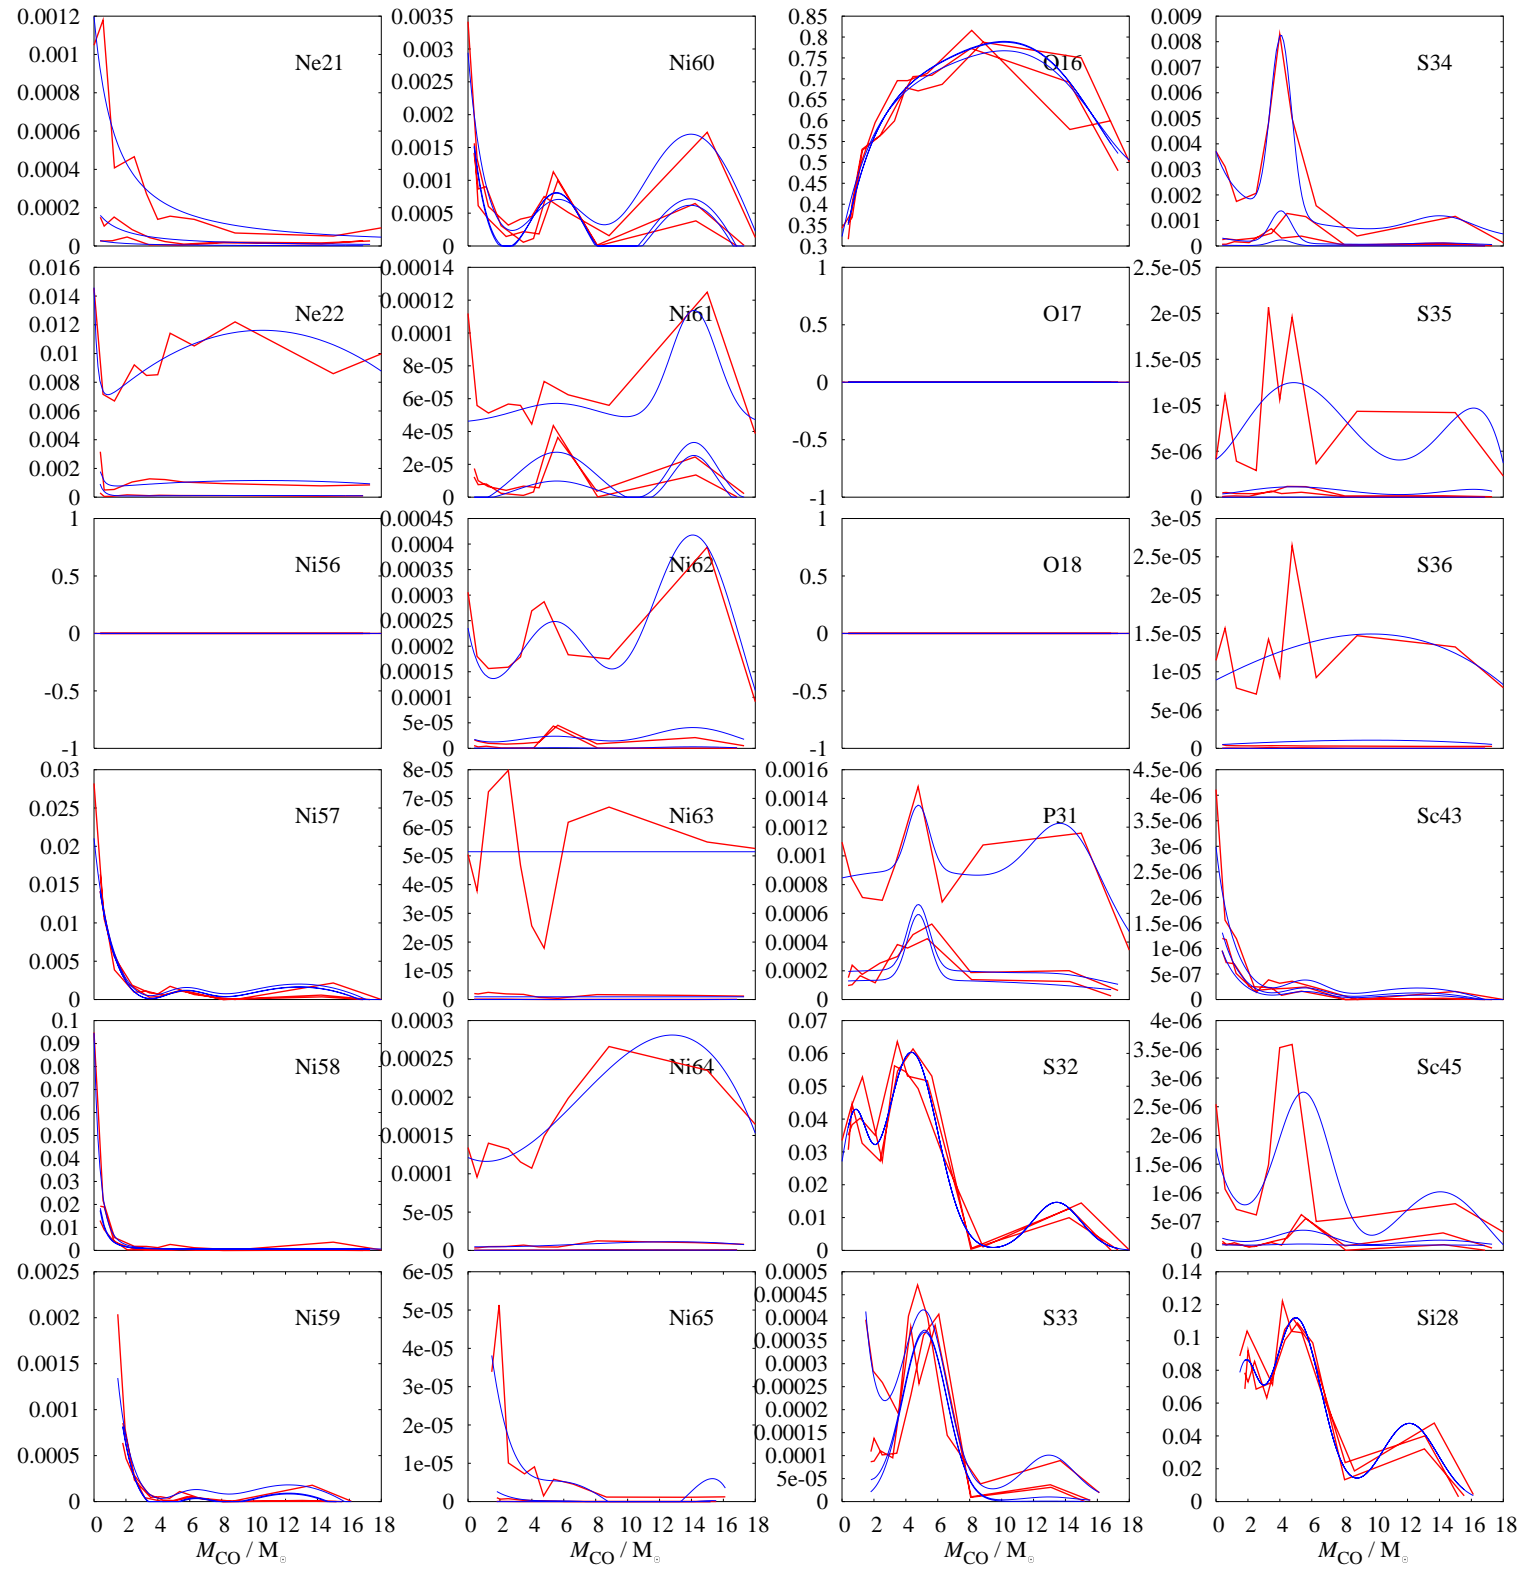 0.0012 0.001 0.0008 0.0006 0.0004 0.0002 0 Ne21
0.0035 0.003 0.0025 0.002 0.0015 0.001 0.0005 0 Ni60
0.85 0.8 0.75 0.7 0.65 0.6 0.55 0.5 0.45 0.4 0.35 0.3 O16
0.009 0.008 0.007 0.006 0.005 0.004 0.003 0.002 0.001 0 S34
0.016 0.014 0.012 0.01 0.008 0.006 0.004 0.002 0 Ne22
0.00014 0.00012 0.0001 8e-05 6e-05 4e-05 2e-05 0 Ni61
1 0.5 0 -0.5 -1 O17
2.5e-05 2e-05 1.5e-05 1e-05 5e-06 0 S35
1 0.5 0 -0.5 -1 Ni56
0.00045 0.0004 0.00035 0.0003 0.00025 0.0002 0.00015 0.0001 5e-05 0 Ni62
1 0.5 0 -0.5 -1 O18
3e-05 2.5e-05 2e-05 1.5e-05 1e-05 5e-06 0 S36
0.03 0.025 0.02 0.015 0.01 0.005 0 Ni57
8e-05 7e-05 6e-05 5e-05 4e-05 3e-05 2e-05 1e-05 0 Ni63
0.0016 0.0014 0.0012 0.001 0.0008 0.0006 0.0004 0.0002 0 P31
4.5e-06 4e-06 3.5e-06 3e-06 2.5e-06 2e-06 1.5e-06 1e-06 5e-07 0 Sc43
0.1 0.09 0.08 0.07 0.06 0.05 0.04 0.03 0.02 0.01 0 Ni58
0.0003 0.00025 0.0002 0.00015 0.0001 5e-05 0 Ni64
0.07 0.06 0.05 0.04 0.03 0.02 0.01 0 S32
4e-06 3.5e-06 3e-06 2.5e-06 2e-06 1.5e-06 1e-06 5e-07 0 Sc45
0.0025 0.002 0.0015 0.001 0.0005 0 Ni59
6e-05 5e-05 4e-05 3e-05 2e-05 1e-05 0 Ni65
0.0005 0.00045 0.0004 0.00035 0.0003 0.00025 0.0002 0.00015 0.0001 5e-05 0 S33
0.14 0.12 0.1 0.08 0.06 0.04 0.02 0 Si28
0 2 4 6 8 10 12 14 16 18
0 2 4 6 8 10 12 14 16 18
0 2 4 6 8 10 12 14 16 18
0 2 4 6 8 10 12 14 16 18
M_CO / M☉
M_CO / M☉
M_CO / M☉
M_CO / M☉